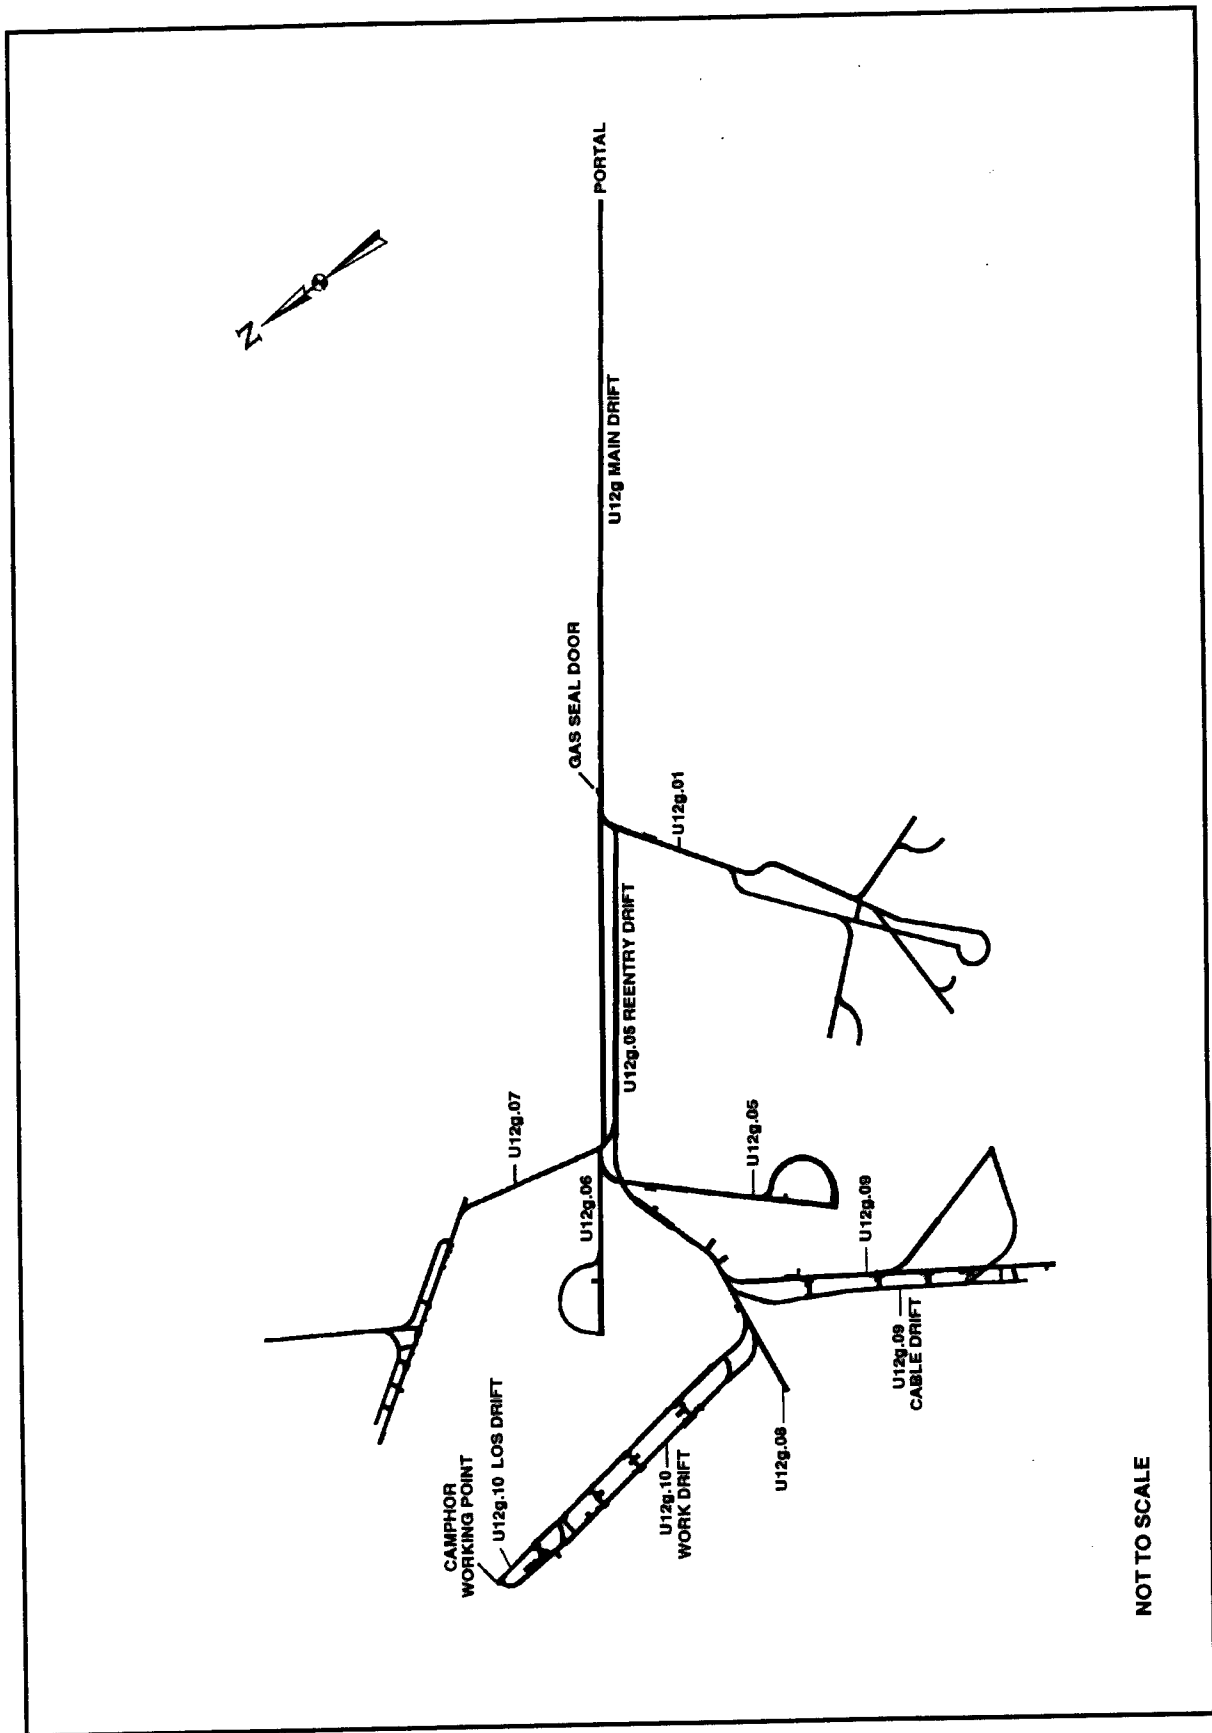 N
PORTAL
U12g MAIN DRIFT
GAS SEAL DOOR
U12g.01
U12g.05 REENTRY DRIFT
U12g.07
U12g.06
U12g.05
U12g.09
U12g.09
CABLE DRIFT
CAMPHOR
WORKING POINT
U12g.10 LOS DRIFT
U12g.10
WORK DRIFT
U12g.08
NOT TO SCALE